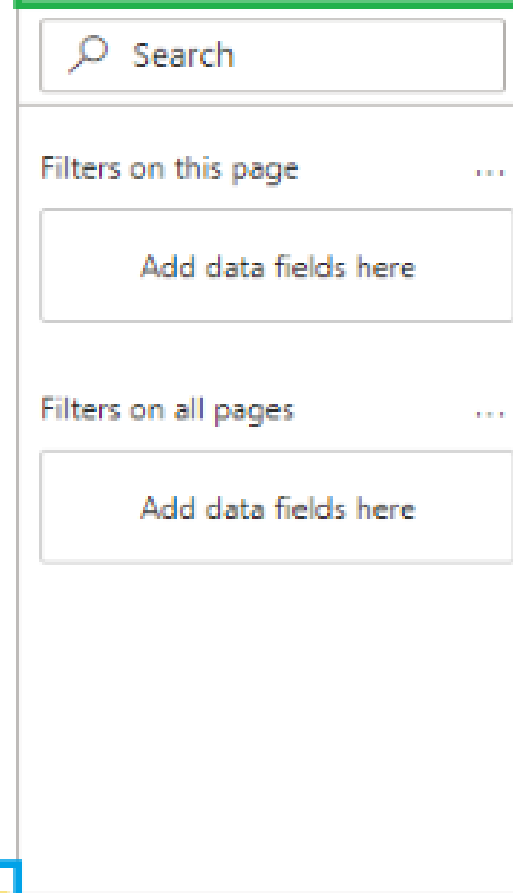 Search
Filters on this page
Add data fields here
Filters on all pages
Add data fields here